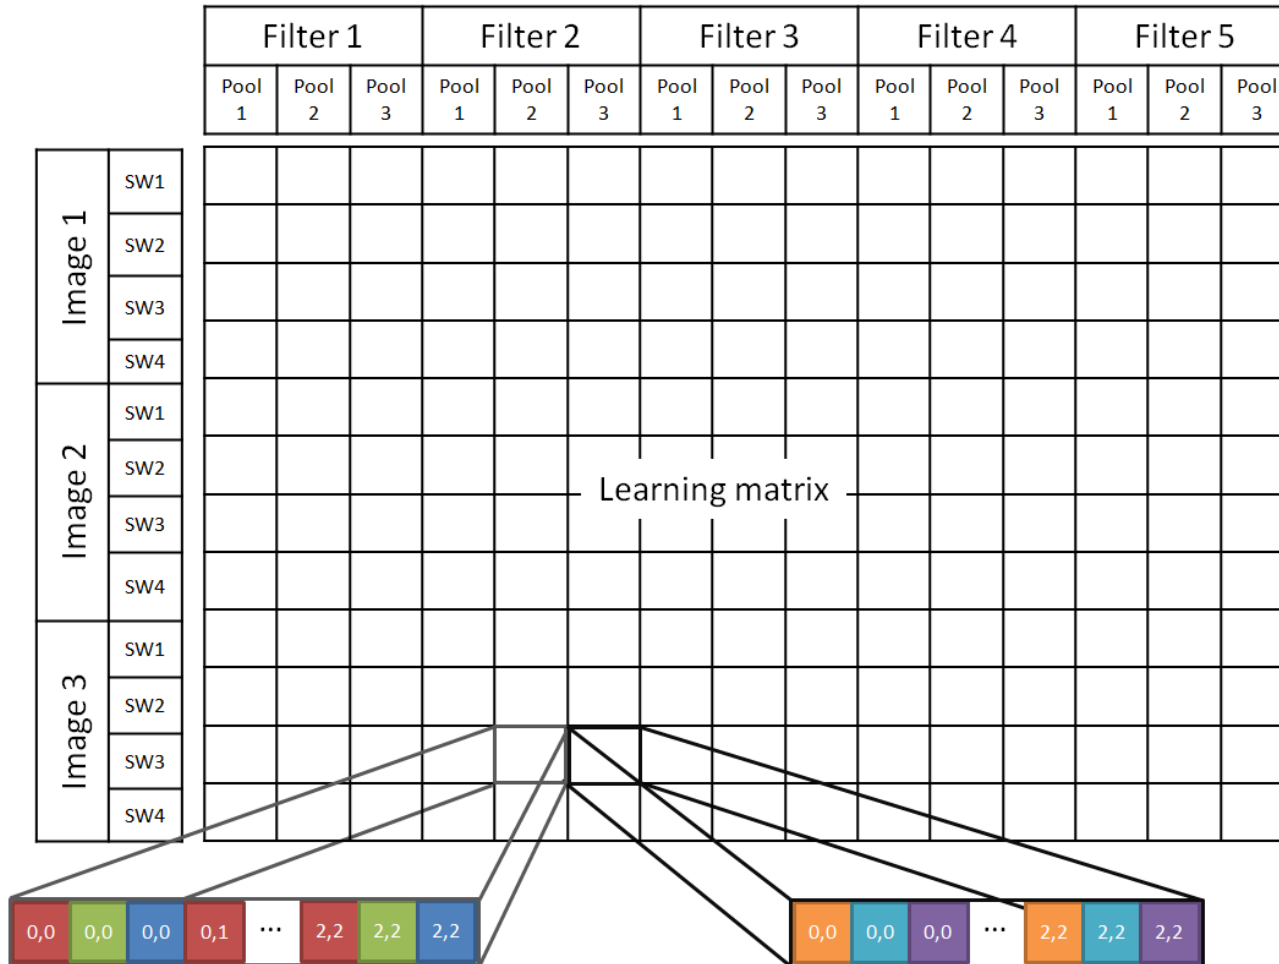 Filter 1 Filter 2 Filter 3 Filter 4 Filter 5
Pool Pool Pool Pool Pool Pool Pool Pool Pool Pool Pool Pool Pool Pool Pool
1 2 3 1 2 3 1 2 3 1 2 3 1 2 3
Image 1
SW1
SW2
SW3
SW4
Image 2
SW1
SW2
SW3
SW4
Learning matrix
Image 3
SW1
SW2
SW3
SW4
0,0 0,0 0,0 0,1 ... 2,2 2,2 2,2
0,0 0,0 0,0 ... 2,2 2,2 2,2